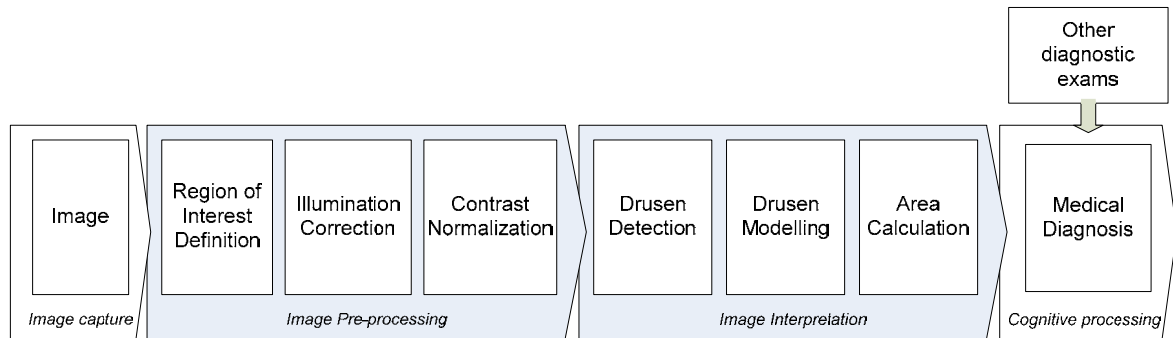 Other
diagnostic
exams
Image
Region of
Interest
Definition
Illumination
Correction
Contrast
Normalization
Drusen
Detection
Drusen
Modelling
Area
Calculation
Medical
Diagnosis
Image capture
Image Pre-processing
Image Interprelation
Cognitive processing